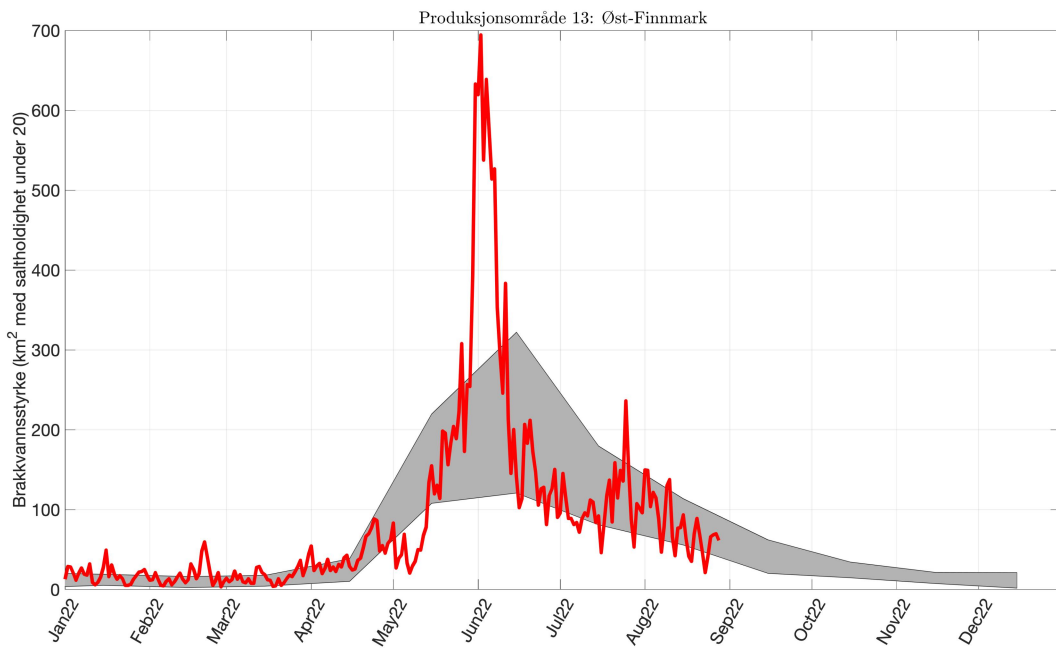 Produksjonsområde 13: Øst-Finnmark
Brakkvannsstyrke (km² med saltholdighet under 20)
700
600
500
400
300
200
100
0
Jan22
Feb22
Mar22
Apr22
May22
Jun22
Jul22
Aug22
Sep22
Oct22
Nov22
Dec22